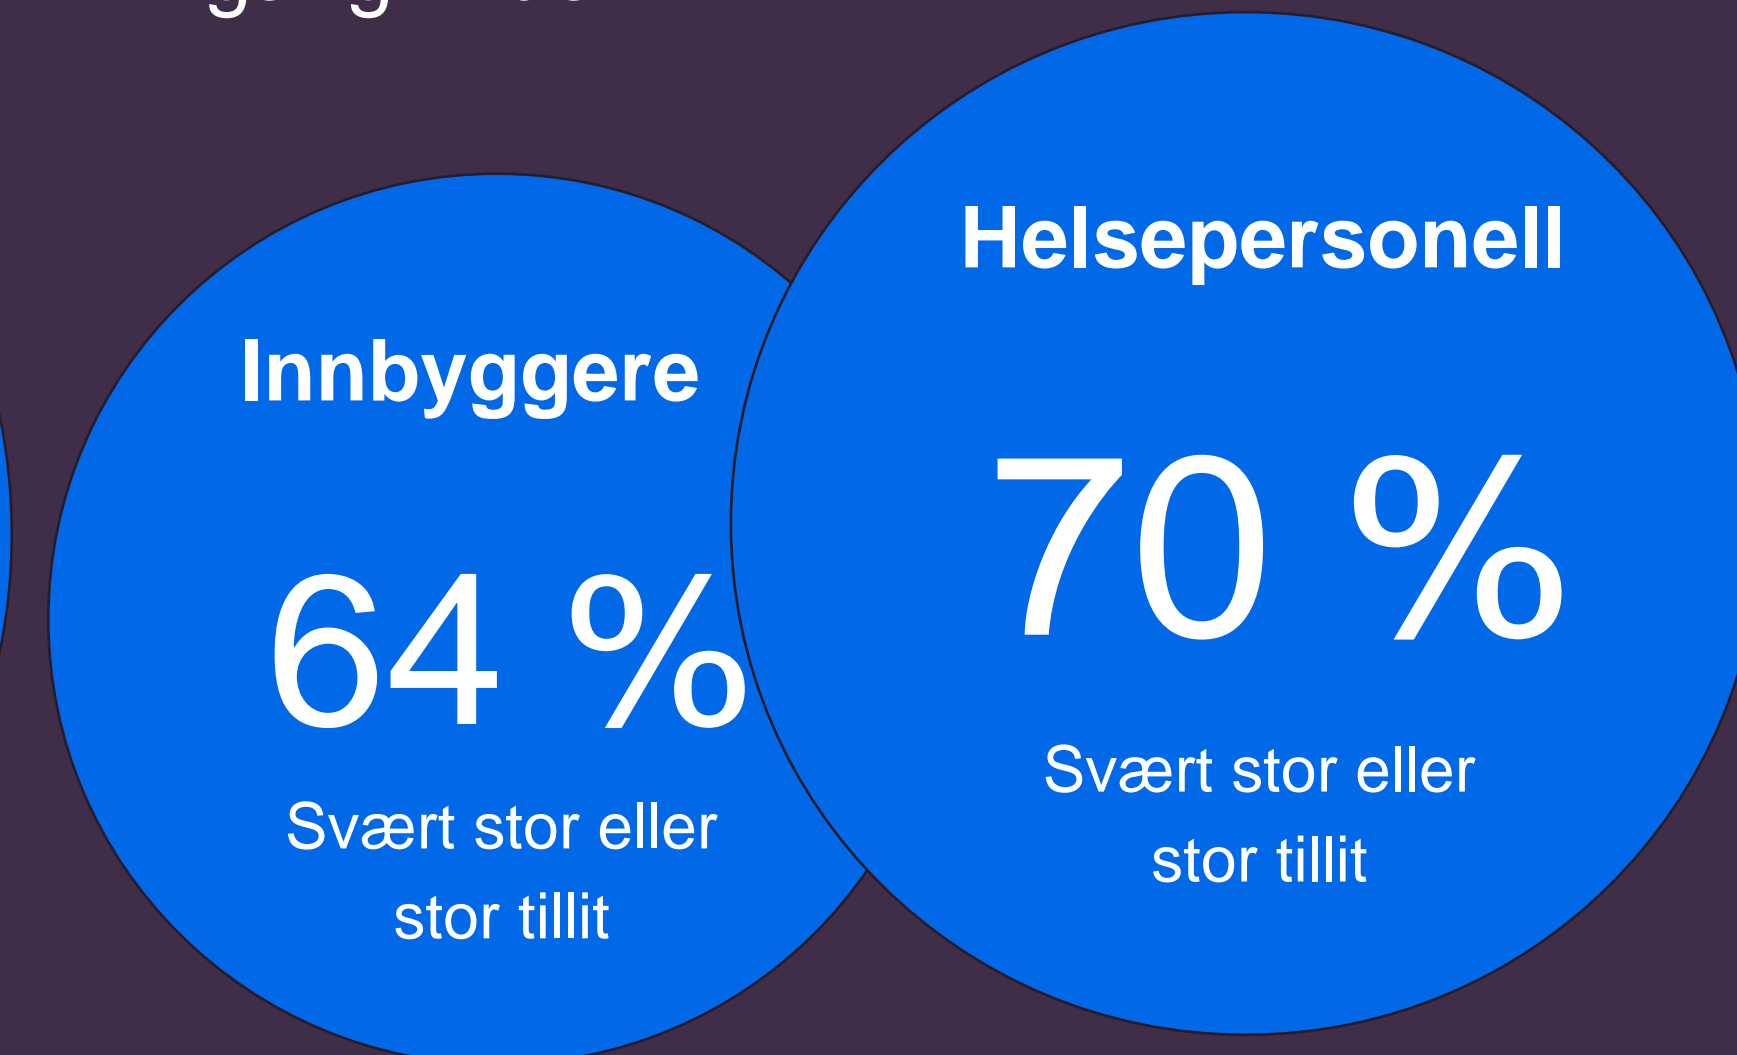 Innbyggere
64 %
Svært stor eller
stor tillit
Helsepersonell
70 %
Svært stor eller
stor tillit